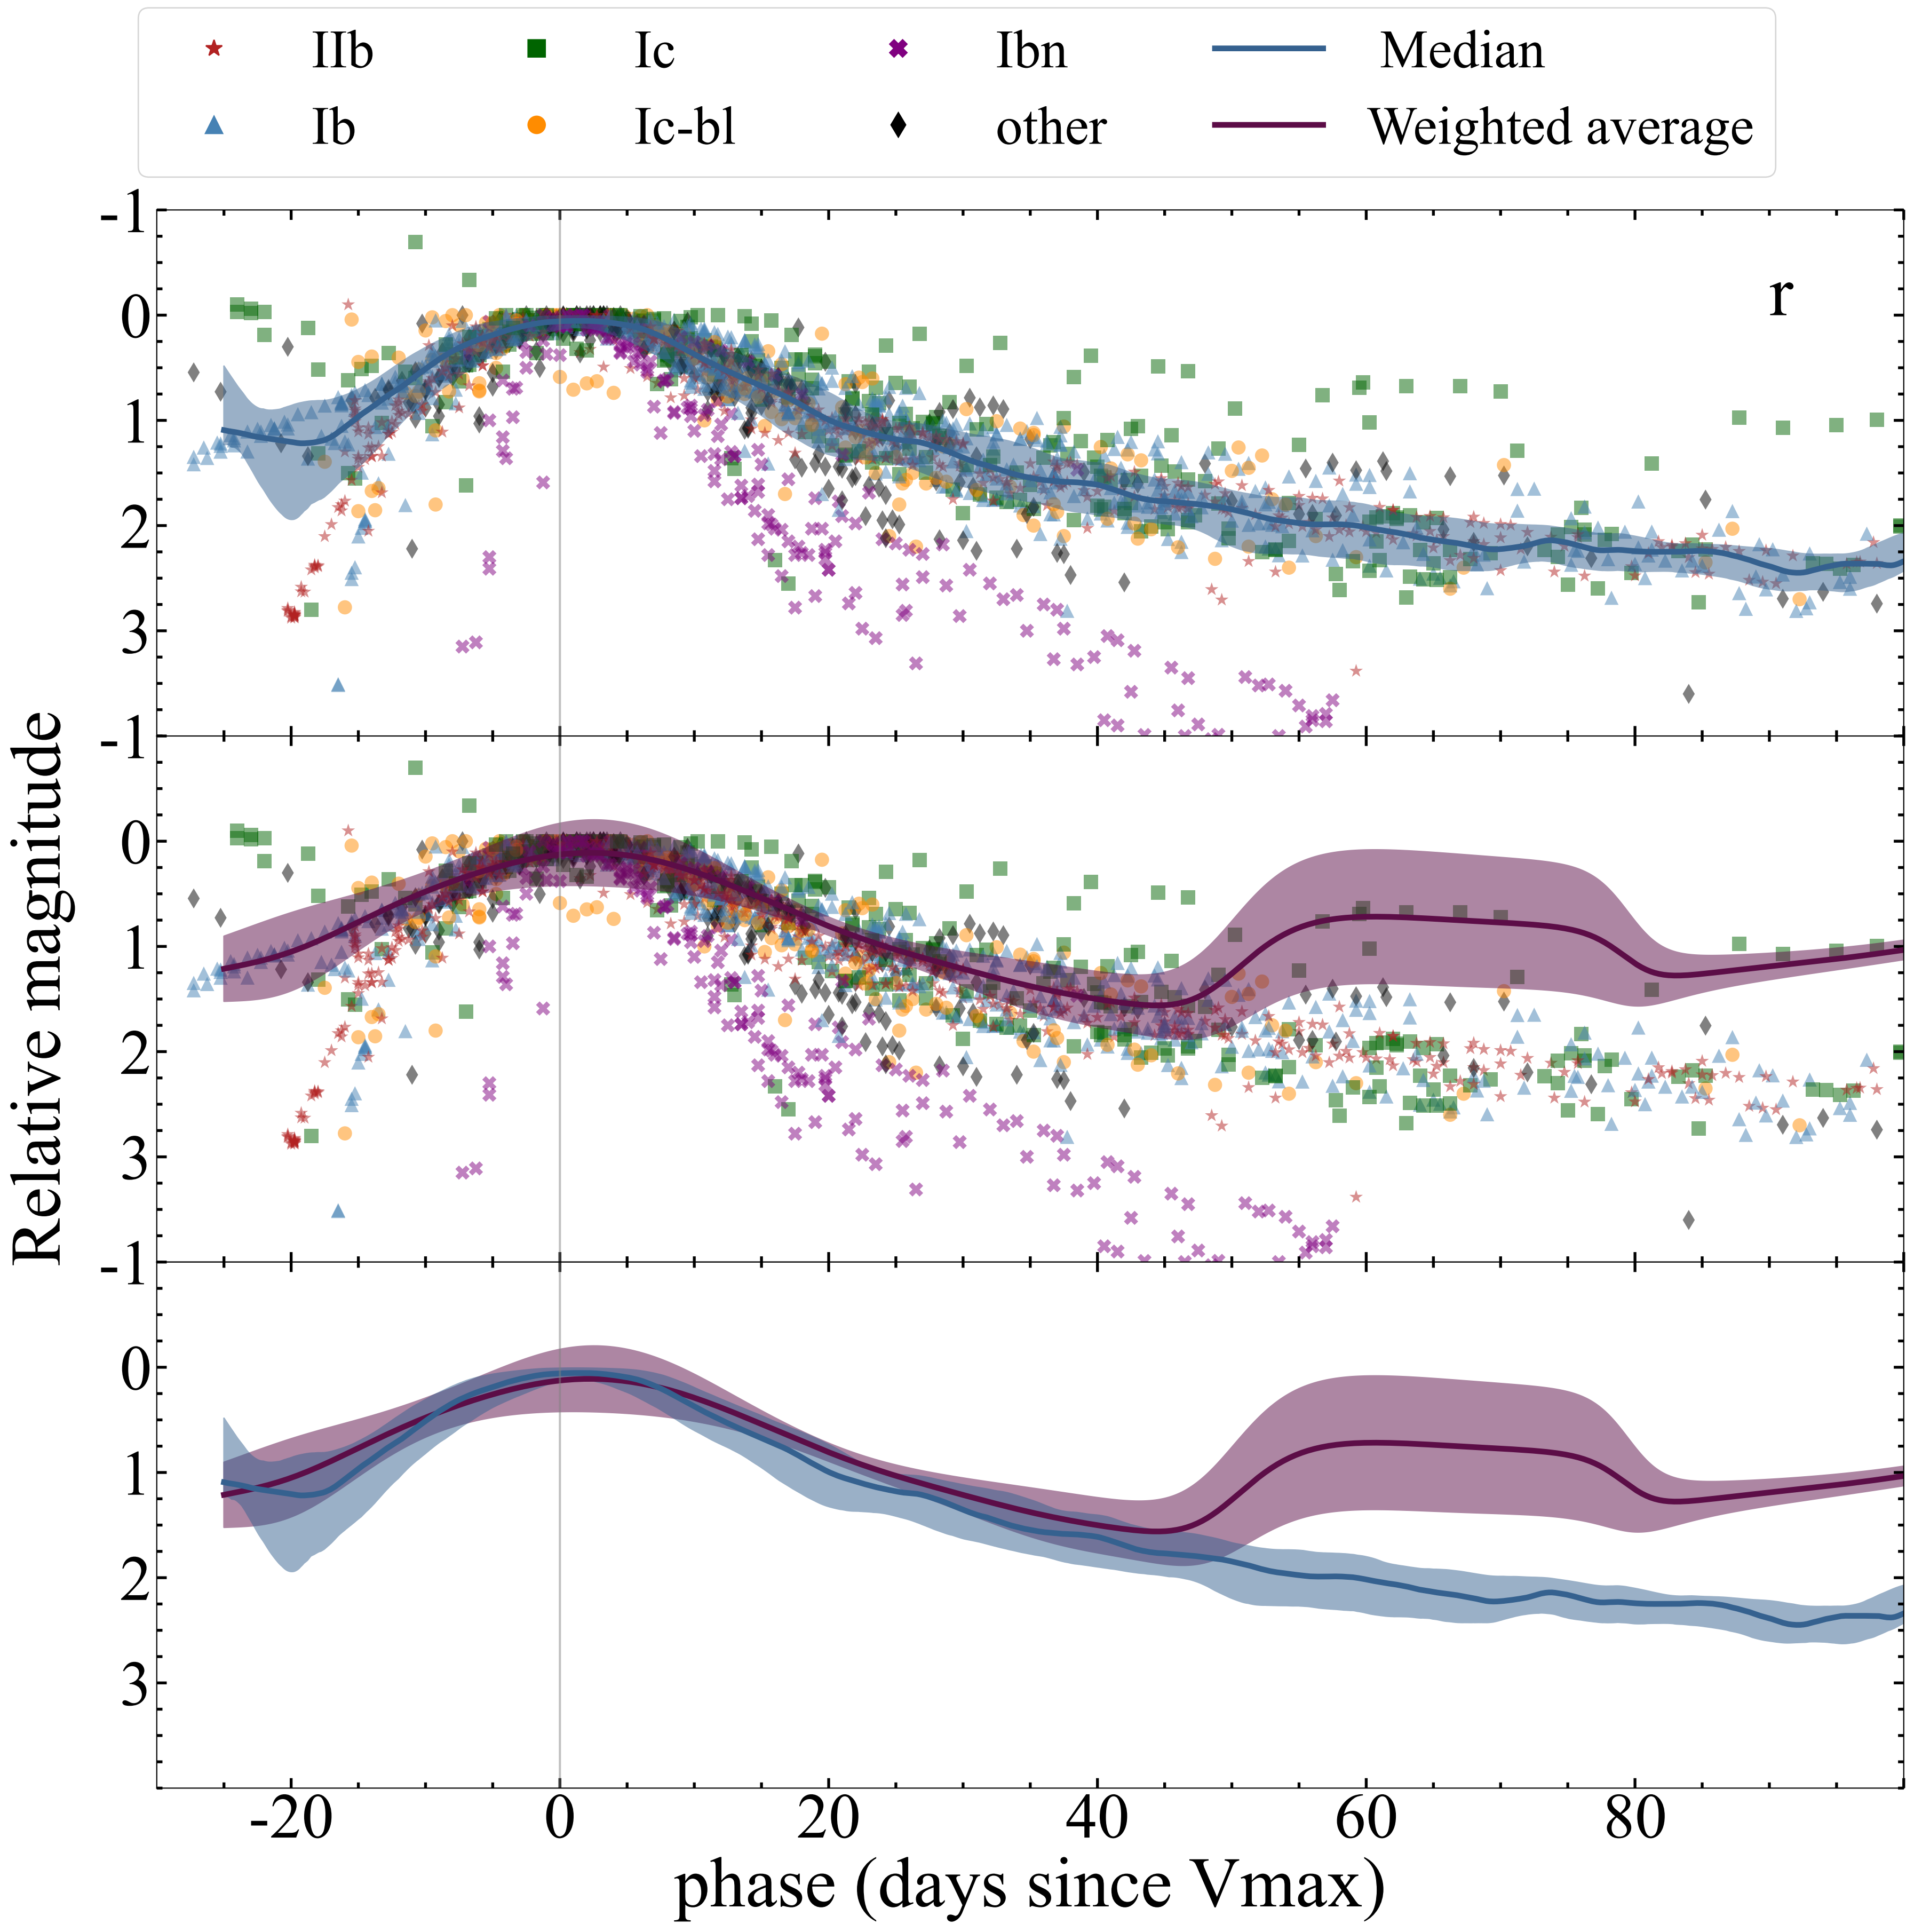 IIb Ic Ibn Median
Ib Ic-bl other Weighted average
-1
0
1
2
3
r
-1
0
1
2
3
Relative magnitude
-1
0
1
2
3
-20 0 20 40 60 80
phase (days since Vmax)